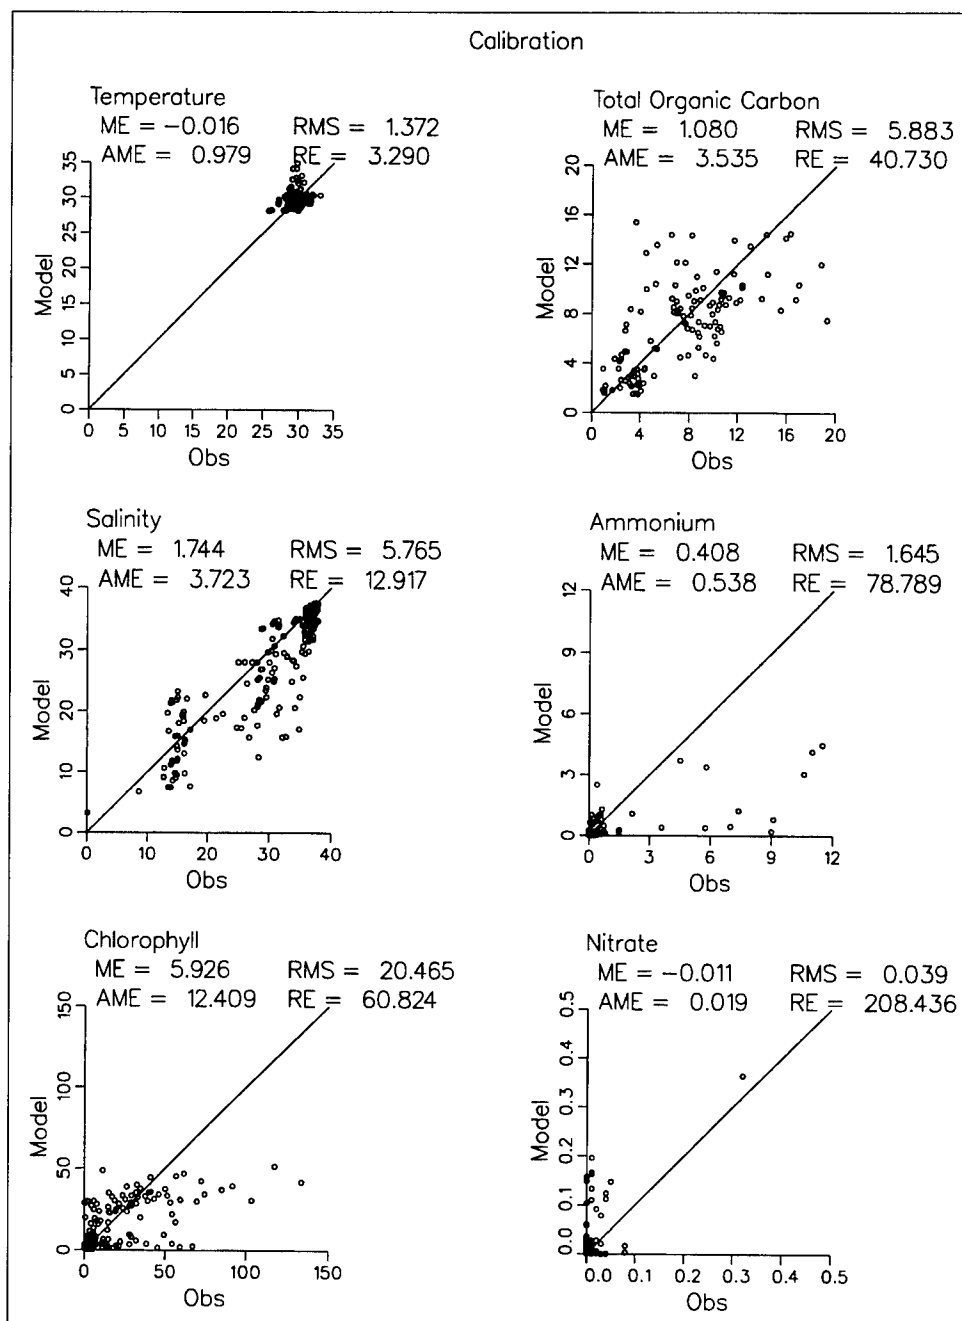 Calibration
Temperature
ME = -0.016 RMS = 1.372
AME = 0.979 RE = 3.290
35
30
25
20
15
10
5
0
Model
0 5 10 15 20 25 30 35
Obs
Total Organic Carbon
ME = 1.080 RMS = 5.883
AME = 3.535 RE = 40.730
20
16
12
8
4
0
Model
0 4 8 12 16 20
Obs
Salinity
ME = 1.744 RMS = 5.765
AME = 3.723 RE = 12.917
40
30
20
10
0
Model
0 10 20 30 40
Obs
Ammonium
ME = 0.408 RMS = 1.645
AME = 0.538 RE = 78.789
12
9
6
3
0
Model
0 3 6 9 12
Obs
Chlorophyll
ME = 5.926 RMS = 20.465
AME = 12.409 RE = 60.824
150
100
50
0
Model
0 50 100 150
Obs
Nitrate
ME = -0.011 RMS = 0.039
AME = 0.019 RE = 208.436
0.5
0.4
0.3
0.2
0.1
0.0
Model
0.0 0.1 0.2 0.3 0.4 0.5
Obs